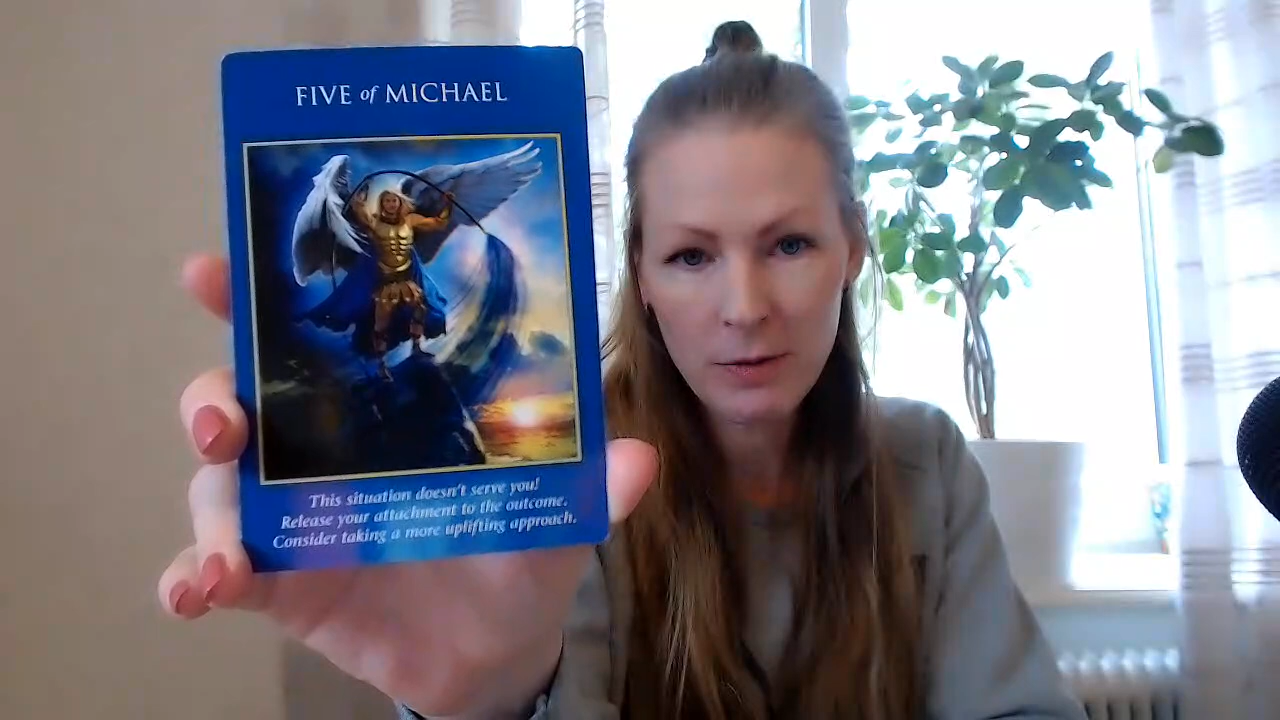 FIVE of MICHAEL
This situation doesn't serve you!
Release your attachment to the outcome.
Consider taking a more uplifting approach.